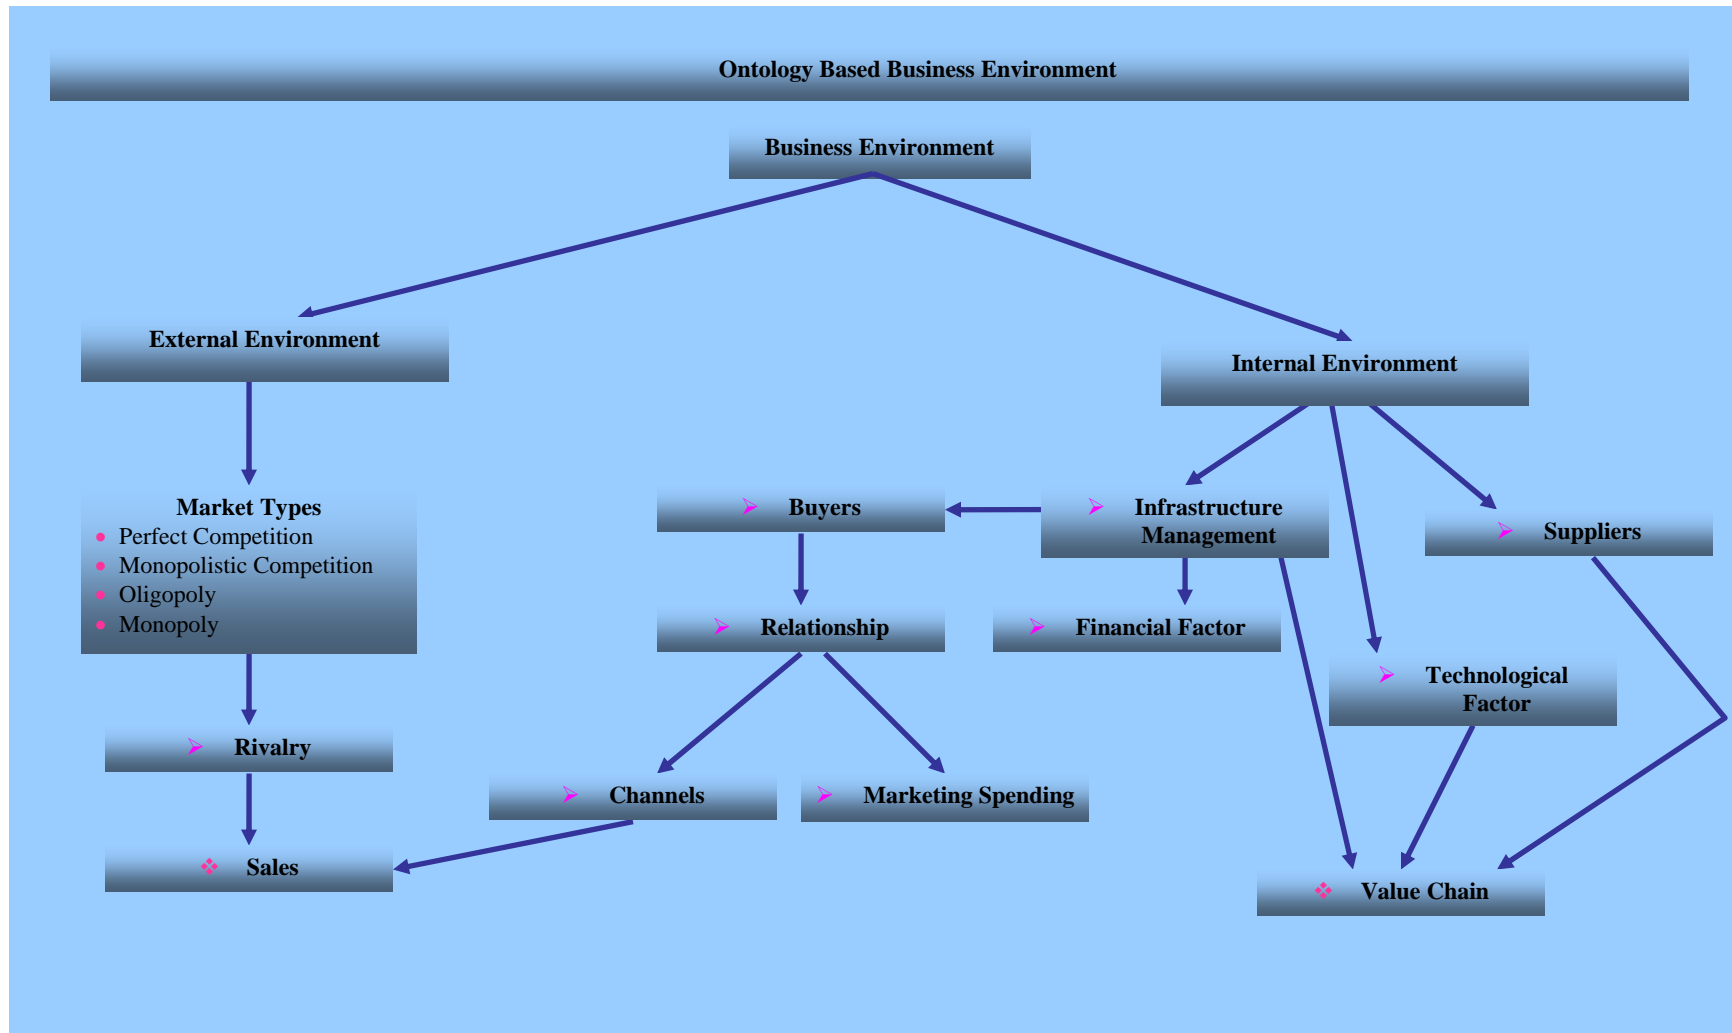 Ontology Based Business Environment
Business Environment
External Environment
Internal Environment
Market Types
Perfect Competition
Monopolistic Competition
Oligopoly
Monopoly
Buyers
Infrastructure
Management
Suppliers
Relationship
Financial Factor
Technological
Factor
Rivalry
Channels
Marketing Spending
Sales
Value Chain